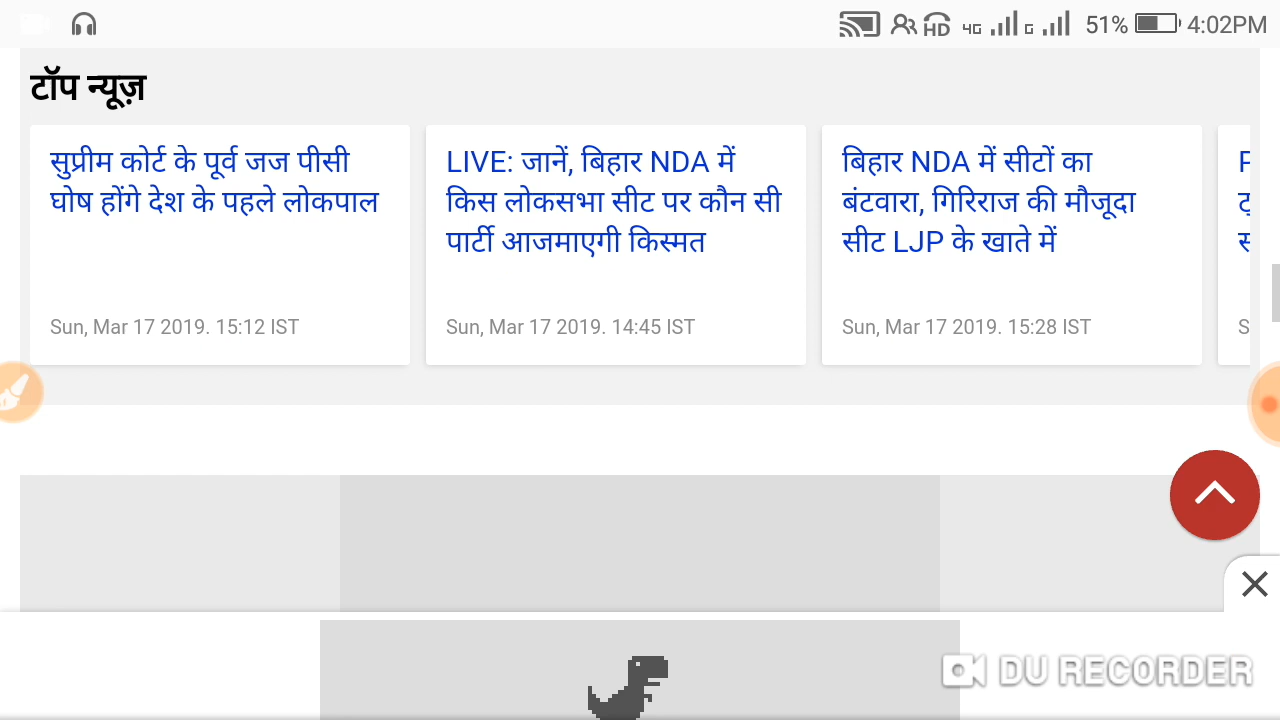 HD 4G G 51% 4:02PM
टॉप न्यूज़
सुप्रीम कोर्ट के पूर्व जज पीसी
घोष होंगे देश के पहले लोकपाल
Sun, Mar 17 2019. 15:12 IST
LIVE: जानें, बिहार NDA में
किस लोकसभा सीट पर कौन सी
पार्टी आजमाएगी किस्मत
Sun, Mar 17 2019. 14:45 IST
बिहार NDA में सीटों का
बंटवारा, गिरिराज की मौजूदा
सीट LJP के खाते में
Sun, Mar 17 2019. 15:28 IST
DU RECORDER